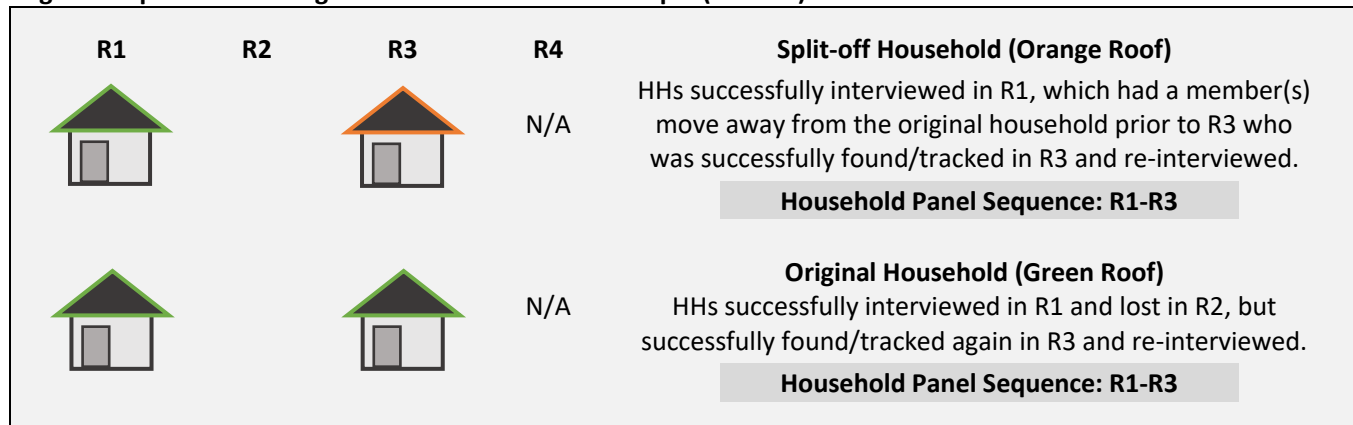 R1 R2 R3 R4 Split-off Household (Orange Roof)
HHs successfully interviewed in R1, which had a member(s)
N/A move away from the original household prior to R3 who
was successfully found/tracked in R3 and re-interviewed.
Household Panel Sequence: R1-R3
Original Household (Green Roof)
N/A HHs successfully interviewed in R1 and lost in R2, but
successfully found/tracked again in R3 and re-interviewed.
Household Panel Sequence: R1-R3